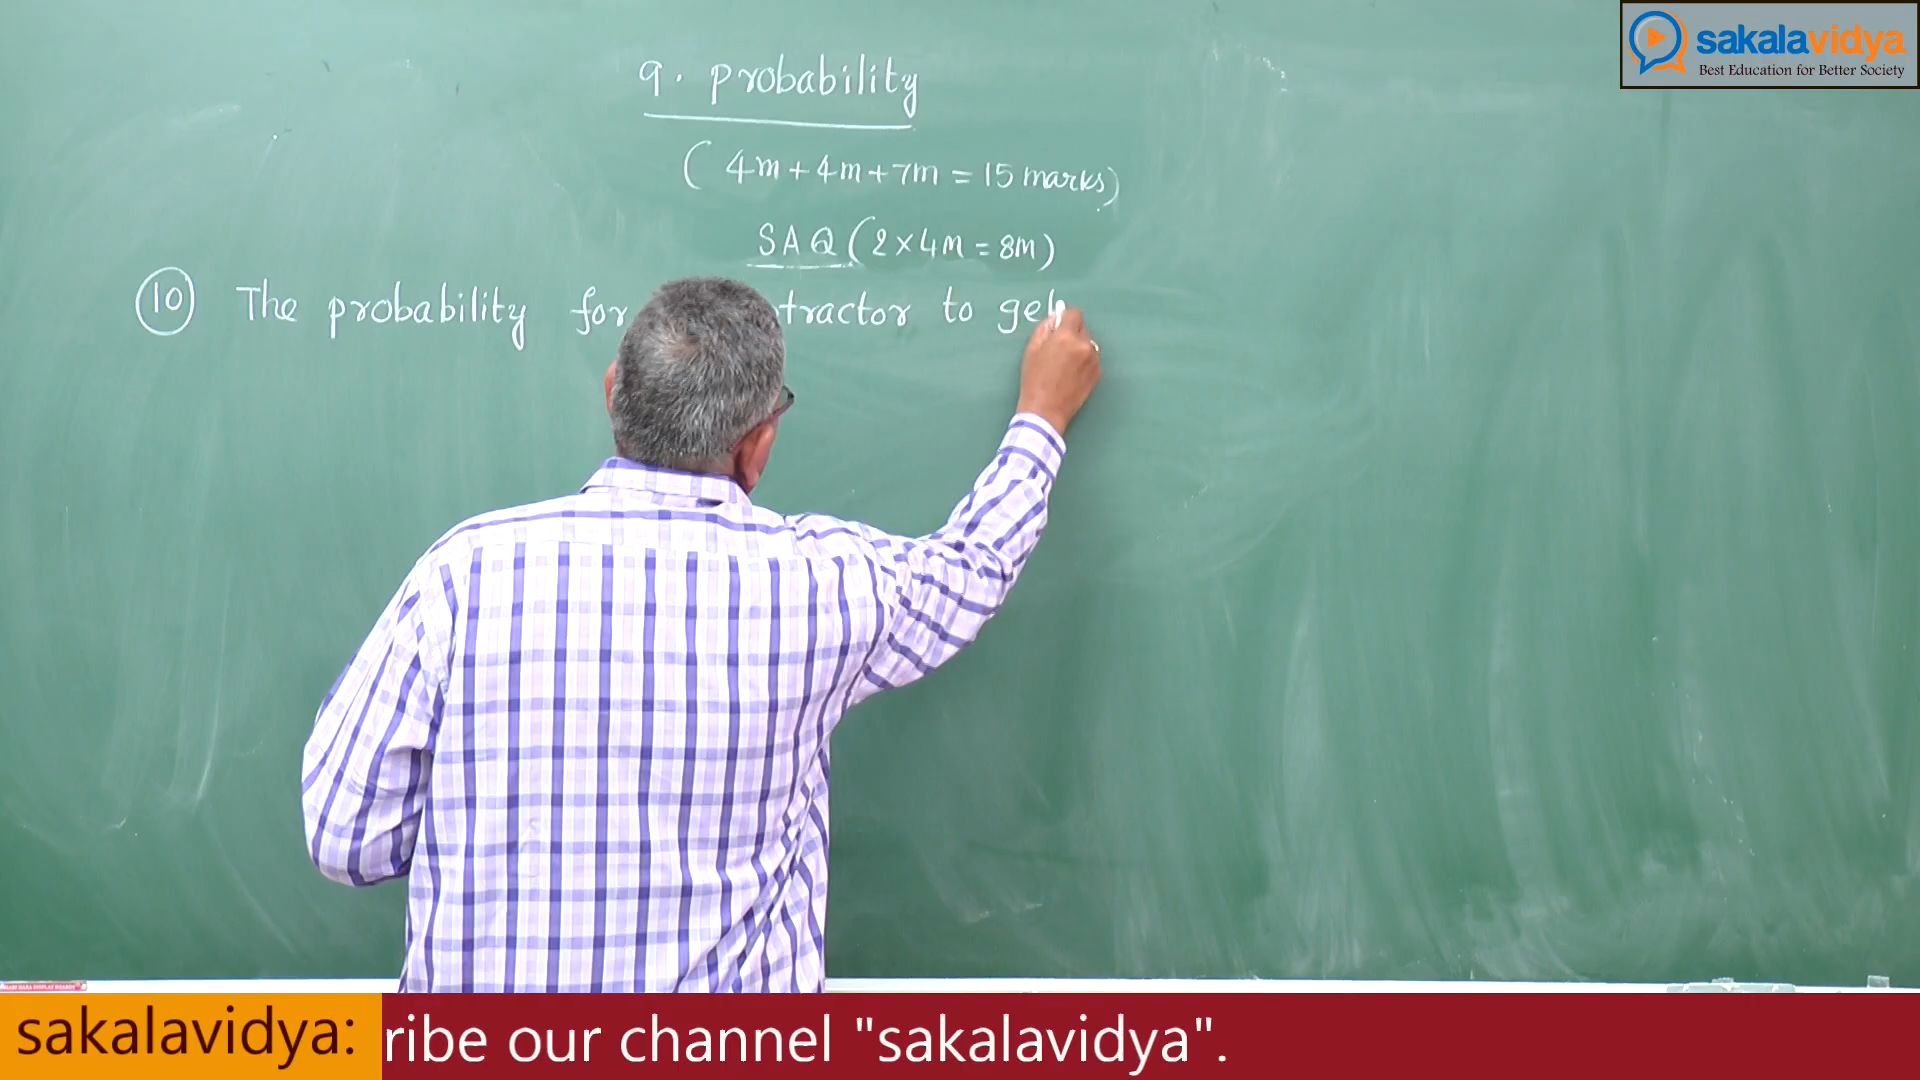 sakalavidya
Best Education for Better Society
9. probability
(4m+4m+7m=15 marks)
SAQ (2×4M=8M)
10 The probability for tractor to get
sakalavidya: ribe our channel "sakalavidya".